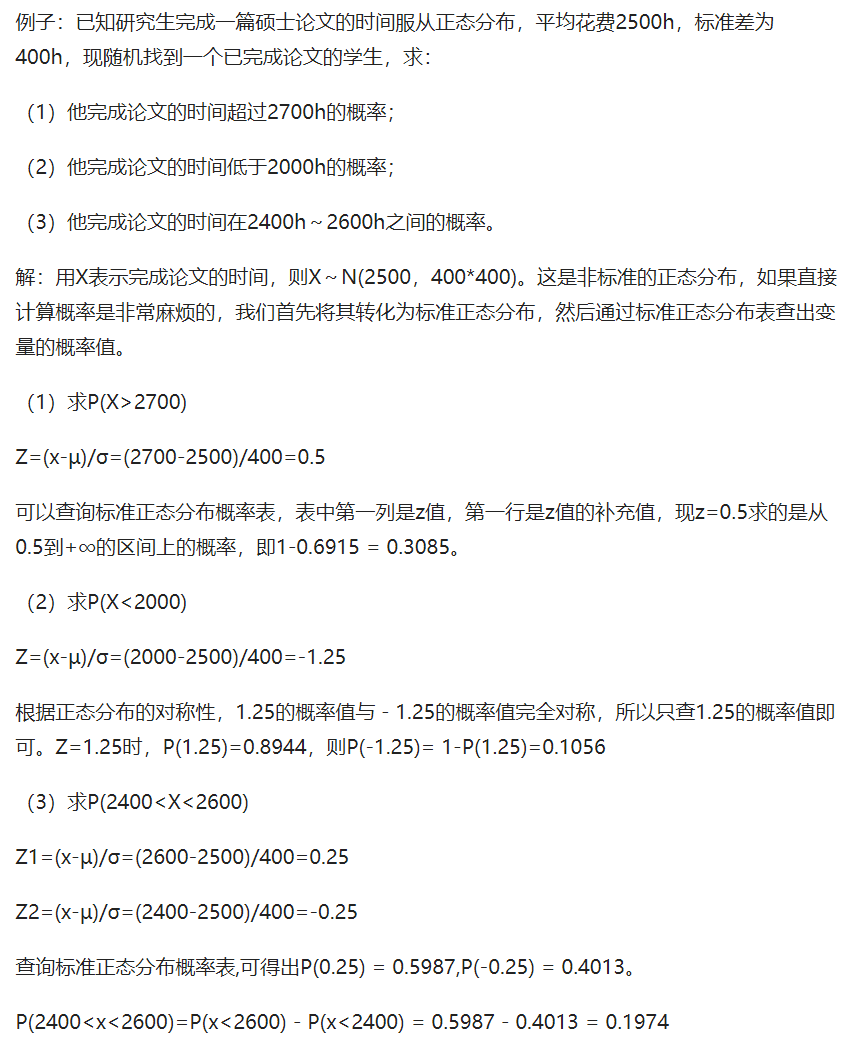 例子：已知研究生完成一篇硕士论文的时间服从正态分布，平均花费2500h，标准差为
400h，现随机找到一个已完成论文的学生，求：
（1）他完成论文的时间超过2700h的概率；
（2）他完成论文的时间低于2000h的概率；
（3）他完成论文的时间在2400h～2600h之间的概率。
解：用X表示完成论文的时间，则X～N(2500，400*400)。这是非标准的正态分布，如果直接
计算概率是非常麻烦的，我们首先将其转化为标准正态分布，然后通过标准正态分布表查出变
量的概率值。
（1）求P(X>2700)
Z=(x-μ)/σ=(2700-2500)/400=0.5
可以查询标准正态分布概率表，表中第一列是z值，第一行是z值的补充值，现z=0.5求的是从
0.5到+∞的区间上的概率，即1-0.6915 = 0.3085。
（2）求P(X<2000)
Z=(x-μ)/σ=(2000-2500)/400=-1.25
根据正态分布的对称性，1.25的概率值与－1.25的概率值完全对称，所以只查1.25的概率值即
可。Z=1.25时，P(1.25)=0.8944，则P(-1.25)= 1-P(1.25)=0.1056
（3）求P(2400<X<2600)
Z1=(x-μ)/σ=(2600-2500)/400=0.25
Z2=(x-μ)/σ=(2400-2500)/400=-0.25
查询标准正态分布概率表,可得出P(0.25) = 0.5987,P(-0.25) = 0.4013。
P(2400<x<2600)=P(x<2600) - P(x<2400) = 0.5987 - 0.4013 = 0.1974